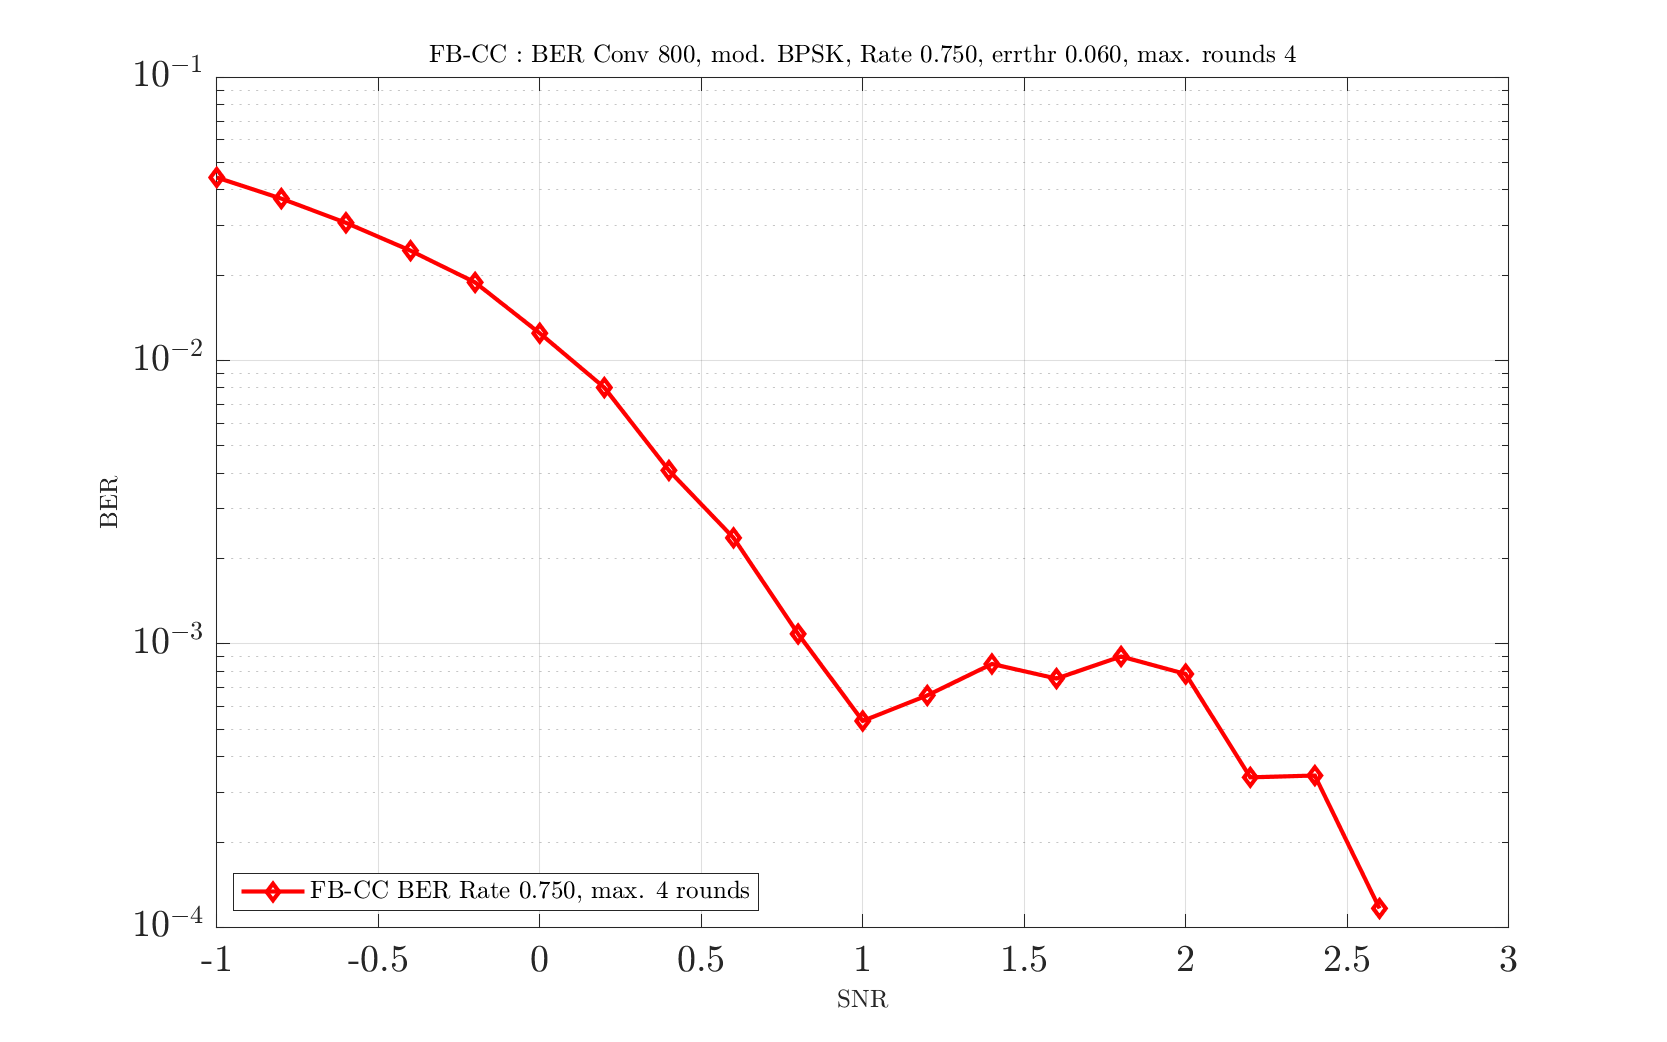 FB-CC : BER Conv 800, mod. BPSK, Rate 0.750, errthr 0.060, max. rounds 4
10^{-1}
10^{-2}
10^{-3}
10^{-4}
BER
FB-CC BER Rate 0.750, max. 4 rounds
-1 -0.5 0 0.5 1 1.5 2 2.5 3
SNR